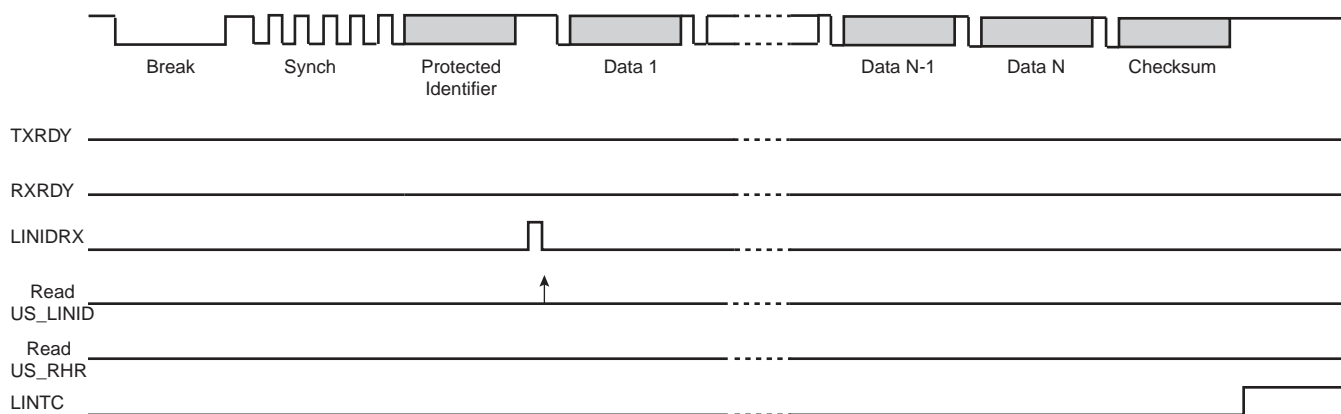 Break
Synch
Protected
Identifier
Data 1
Data N-1
Data N
Checksum
TXRDY
RXRDY
LINIDRX
Read
US_LINID
Read
US_RHR
LINTC